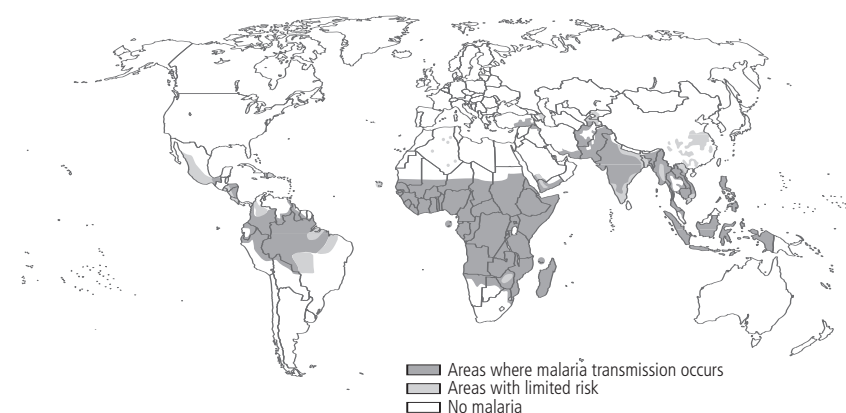 Areas where malaria transmission occurs
Areas with limited risk
No malaria